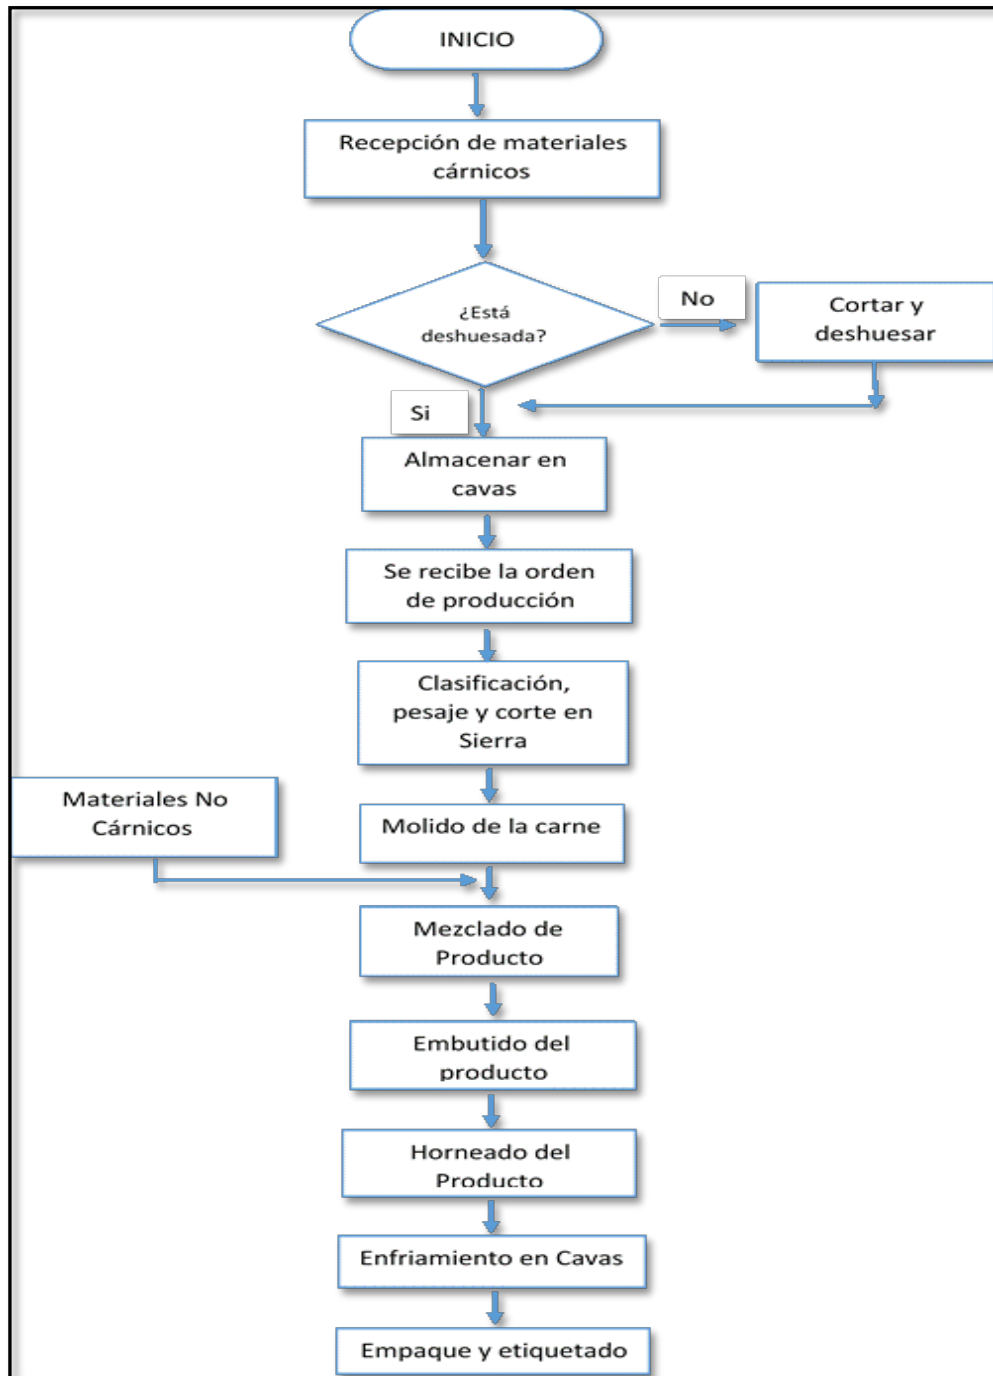 INICIO
Recepción de materiales
cárnicos
¿Está
deshuesada?
No
Cortar y
deshuesar
Si
Almacenar en
cavas
Se recibe la orden
de producción
Clasificación,
pesaje y corte en
Sierra
Materiales No
Cárnicos
Molido de la carne
Mezclado de
Producto
Embutido del
producto
Horneado del
Producto
Enfriamiento en Cavas
Empaque y etiquetado